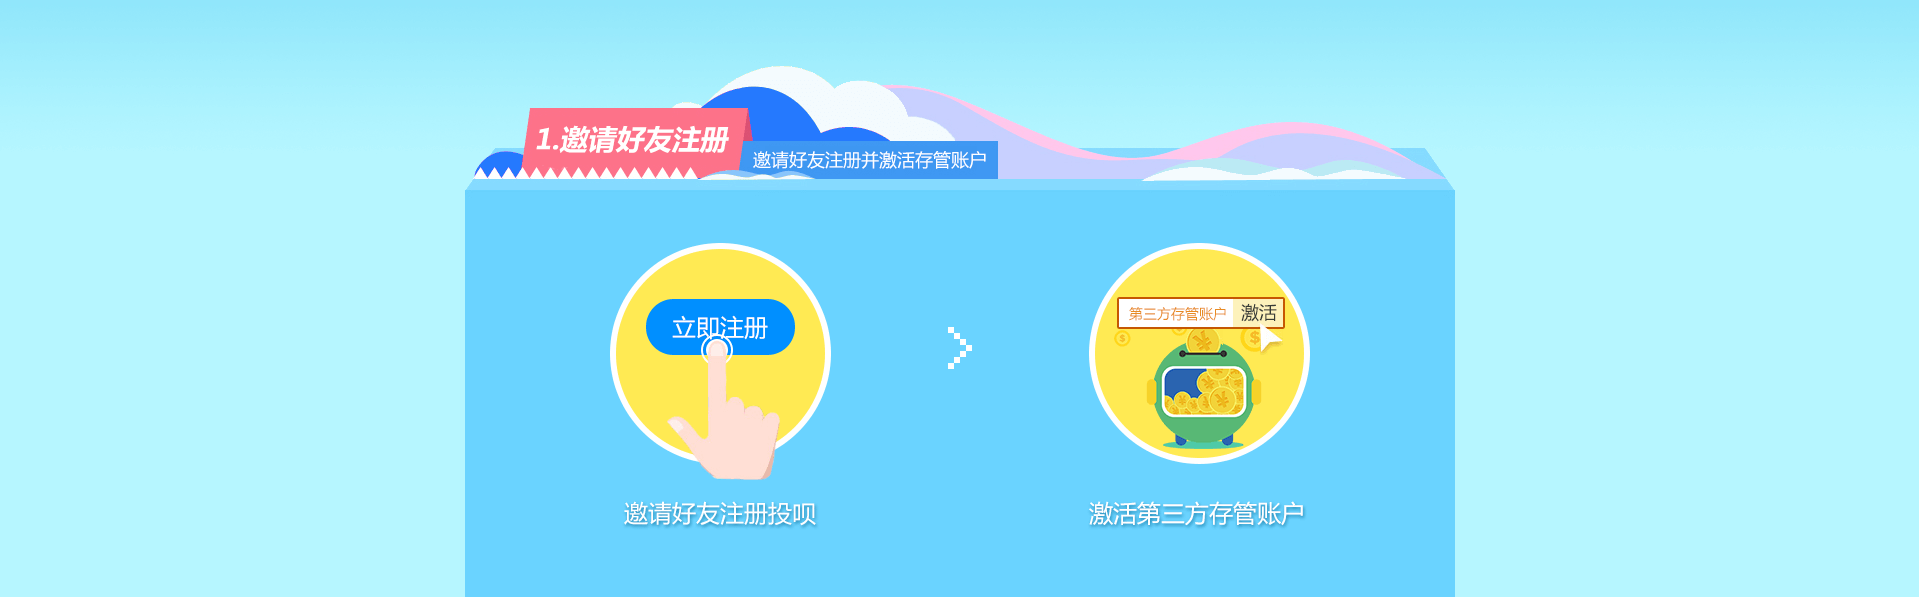 1.邀请好友注册
邀请好友注册并激活存管账户
立即注册
第三方存管账户 激活
邀请好友注册投呗
激活第三方存管账户